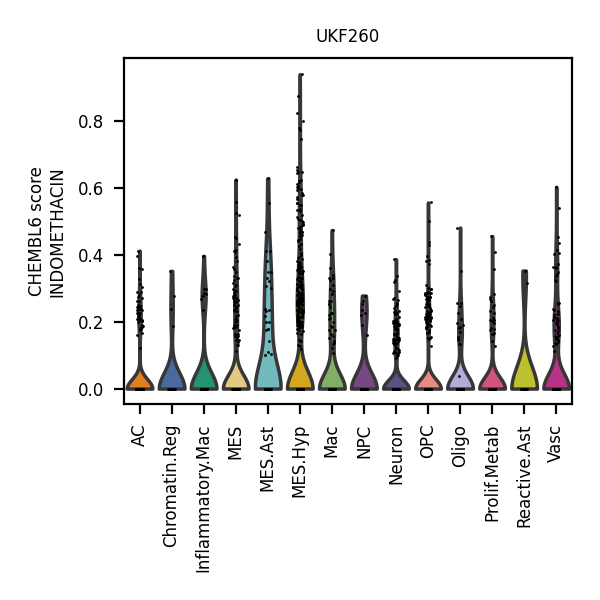 UKF260
CHEMBL6 score
INDOMETHACIN
0.8
0.6
0.4
0.2
0.0
AC
Chromatin.Reg
Inflammatory.Mac
MES
MES.Ast
MES.Hyp
Mac
NPC
Neuron
OPC
Oligo
Prolif.Metab
Reactive.Ast
Vasc